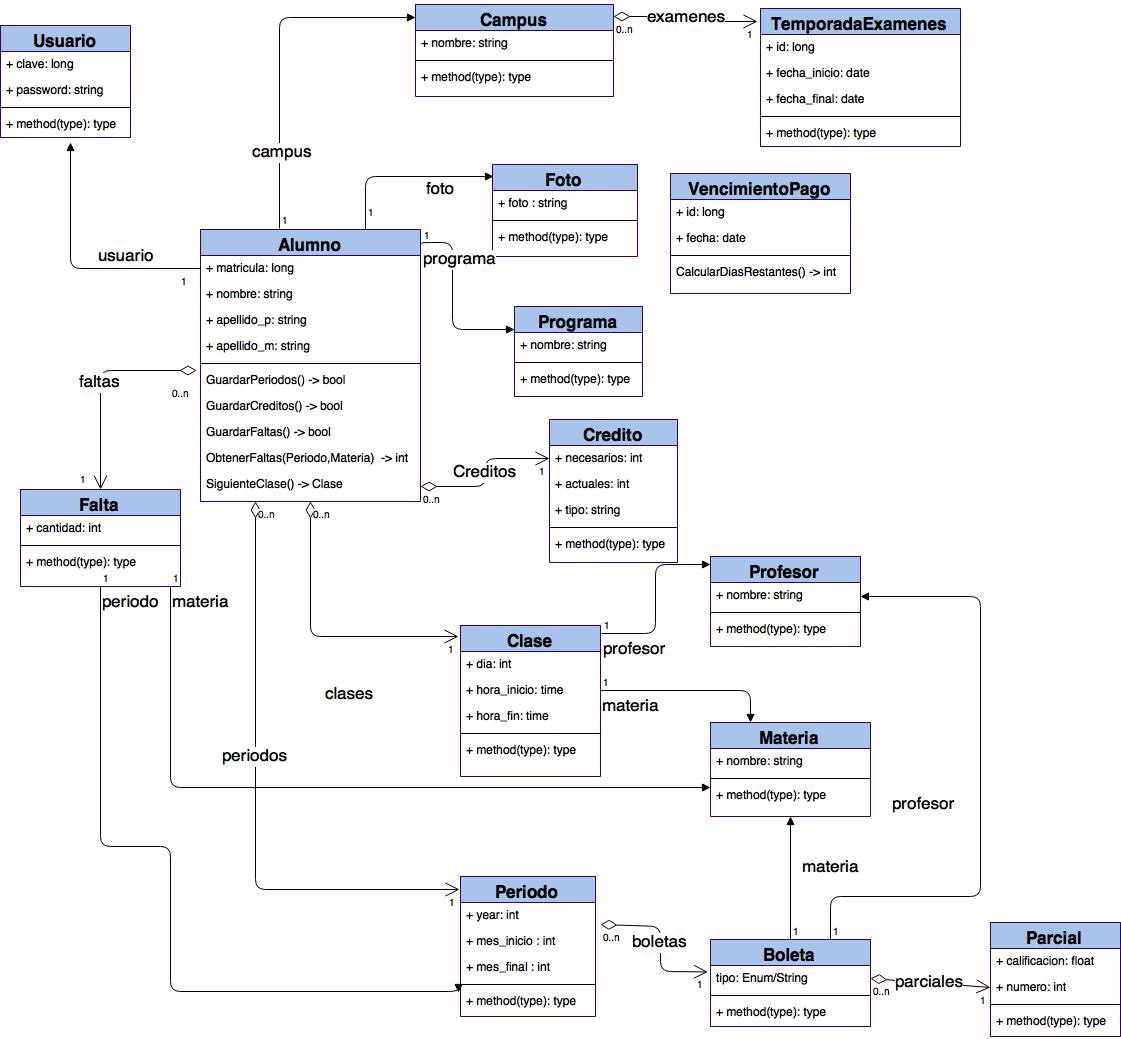 Usuario
+ clave: long
+ password: string
+ method(type): type
Campus
+ nombre: string
+ method(type): type
0..n
examenes
1
TemporadaExamenes
+ id: long
+ fecha_inicio: date
+ fecha_final: date
+ method(type): type
campus
1
foto
1
Foto
+ foto : string
+ method(type): type
VencimientoPago
+ id: long
+ fecha: date
CalcularDiasRestantes() -> int
usuario
1
Alumno
+ matricula: long
+ nombre: string
+ apellido_p: string
+ apellido_m: string
GuardarPeriodos() -> bool
GuardarCreditos() -> bool
GuardarFaltas() -> bool
ObtenerFaltas(Periodo,Materia) -> int
SiguienteClase() -> Clase
1
programa
Programa
+ nombre: string
+ method(type): type
faltas
0..n
1
Creditos
0..n
1
Credito
+ necesarios: int
+ actuales: int
+ tipo: string
+ method(type): type
Falta
+ cantidad: int
+ method(type): type
1
1
periodo
materia
0..n
0..n
clases
1
periodos
1
Clase
+ dia: int
+ hora_inicio: time
+ hora_fin: time
+ method(type): type
1
profesor
1
materia
Profesor
+ nombre: string
+ method(type): type
Materia
+ nombre: string
+ method(type): type
profesor
materia
1
1
Periodo
+ year: int
+ mes_inicio : int
+ mes_final : int
+ method(type): type
0..n
boletas
1
Boleta
tipo: Enum/String
+ method(type): type
0..n
parciales
1
Parcial
+ calificacion: float
+ numero: int
+ method(type): type